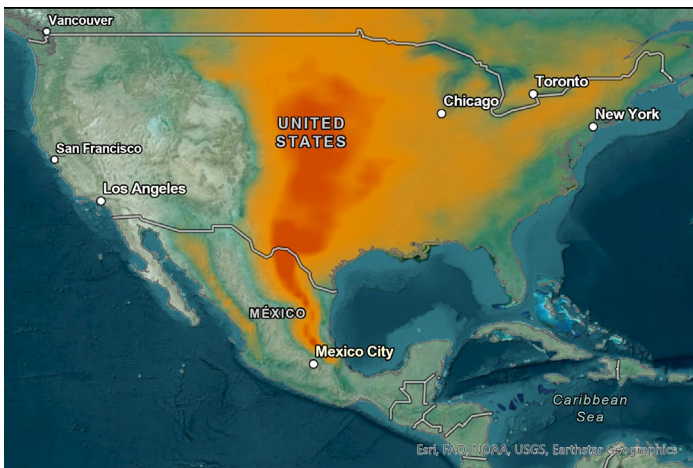 Vancouver
Toronto
Chicago
New York
UNITED
STATES
San Francisco
Los Angeles
MÉXICO
Mexico City
Caribbean
Sea
Esri, FAO, NOAA, USGS, Earthstar Geographics